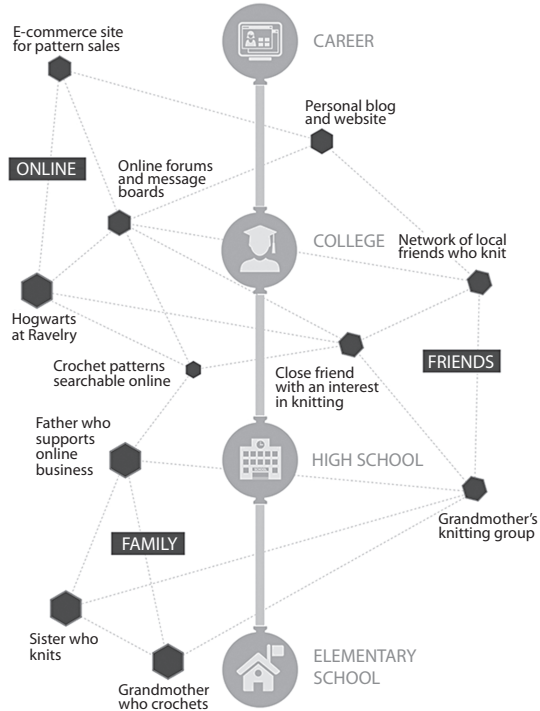 E-commerce site
for pattern sales
CAREER
Personal blog
and website
ONLINE
Online forums
and message
boards
COLLEGE
Network of local
friends who knit
Hogwarts
at Ravelry
Crochet patterns
searchable online
Close friend
with an interest
in knitting
FRIENDS
Father who
supports
online
business
HIGH SCHOOL
Grandmother's
knitting group
FAMILY
Sister who
knits
ELEMENTARY
SCHOOL
Grandmother
who crochets